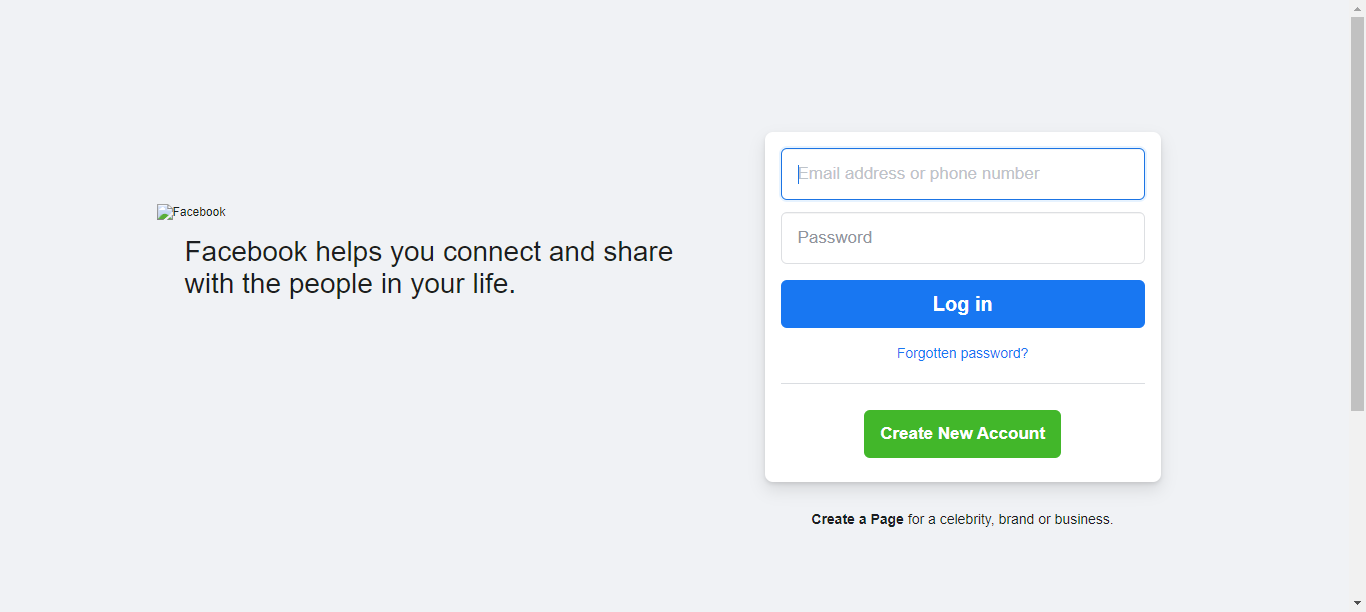 Facebook
Facebook helps you connect and share
with the people in your life.
Email address or phone number
Password
Log in
Forgotten password?
Create New Account
Create a Page for a celebrity, brand or business.